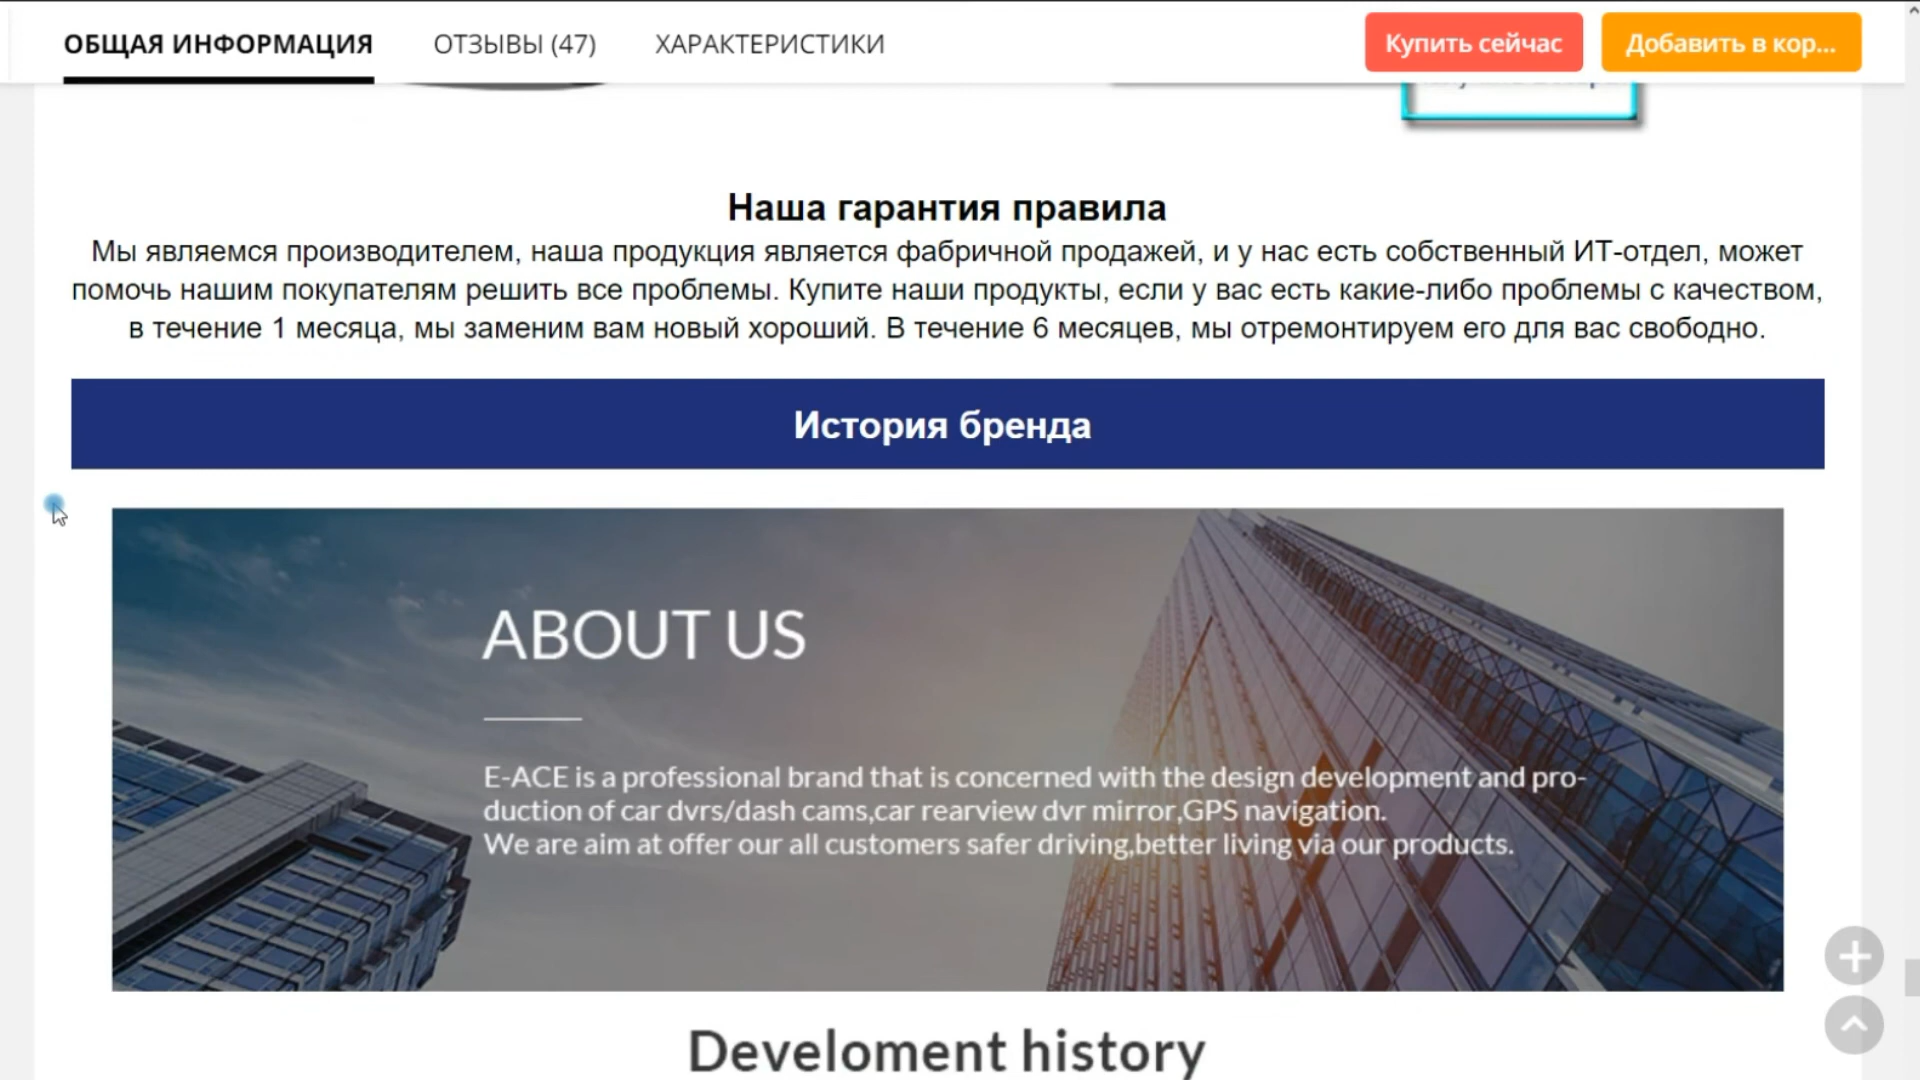 ОБЩАЯ ИНФОРМАЦИЯ
ОТЗЫВЫ (47)
ХАРАКТЕРИСТИКИ
Купить сейчас
Добавить в кор...
Наша гарантия правила
Мы являемся производителем, наша продукция является фабричной продажей, и у нас есть собственный ИТ-отдел, может
помочь нашим покупателям решить все проблемы. Купите наши продукты, если у вас есть какие-либо проблемы с качеством,
в течение 1 месяца, мы заменим вам новый хороший. В течение 6 месяцев, мы отремонтируем его для вас свободно.
История бренда
ABOUT US
E-ACE is a professional brand that is concerned with the design development and pro-
duction of car dvrs/dash cams,car rearview dvr mirror,GPS navigation.
We are aim at offer our all customers safer driving,better living via our products.
Develoment history